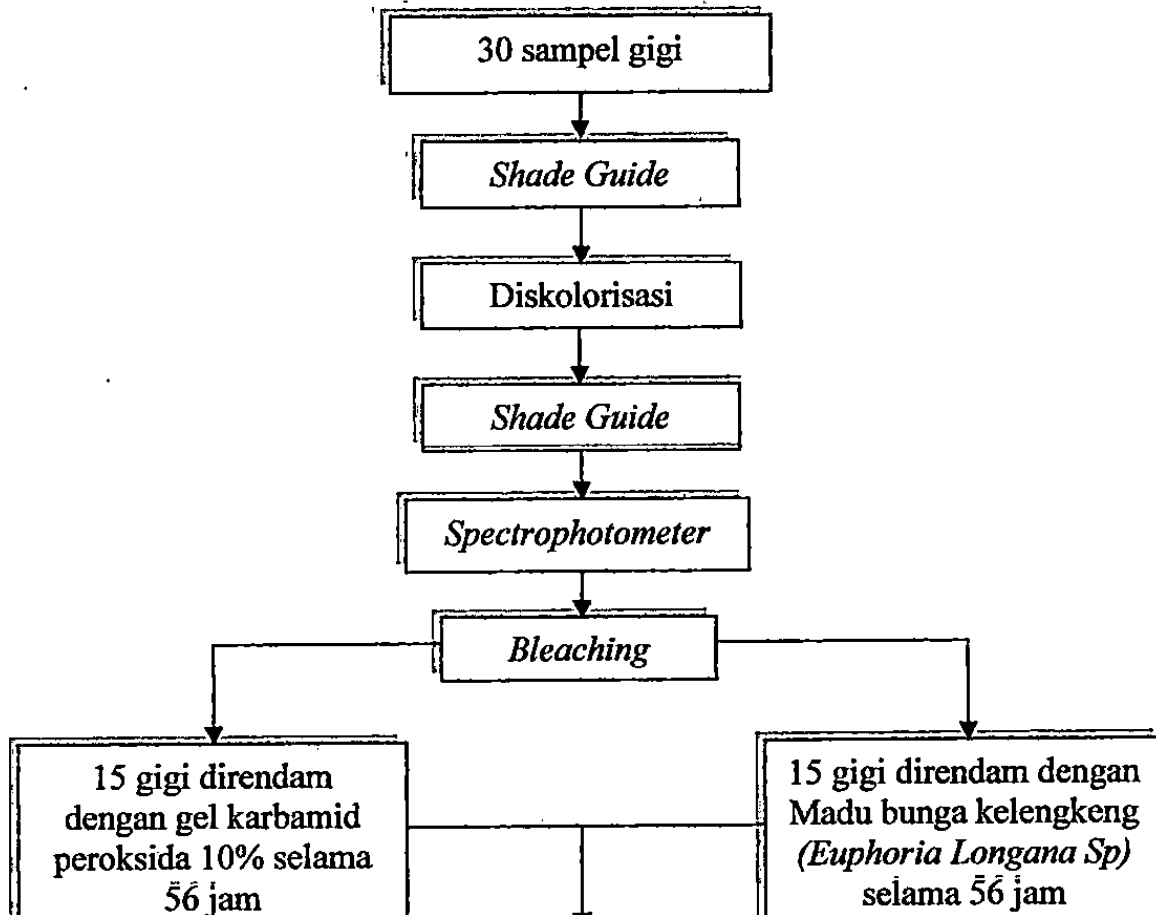 30 sampel gigi
Shade Guide
Diskolorisasi
Shade Guide
Spectrophotometer
Bleaching
15 gigi direndam
dengan gel karbamid
peroksida 10% selama
56 jam
15 gigi direndam dengan
Madu bunga kelengkeng
(Euphoria Longana Sp)
selama 56 jam